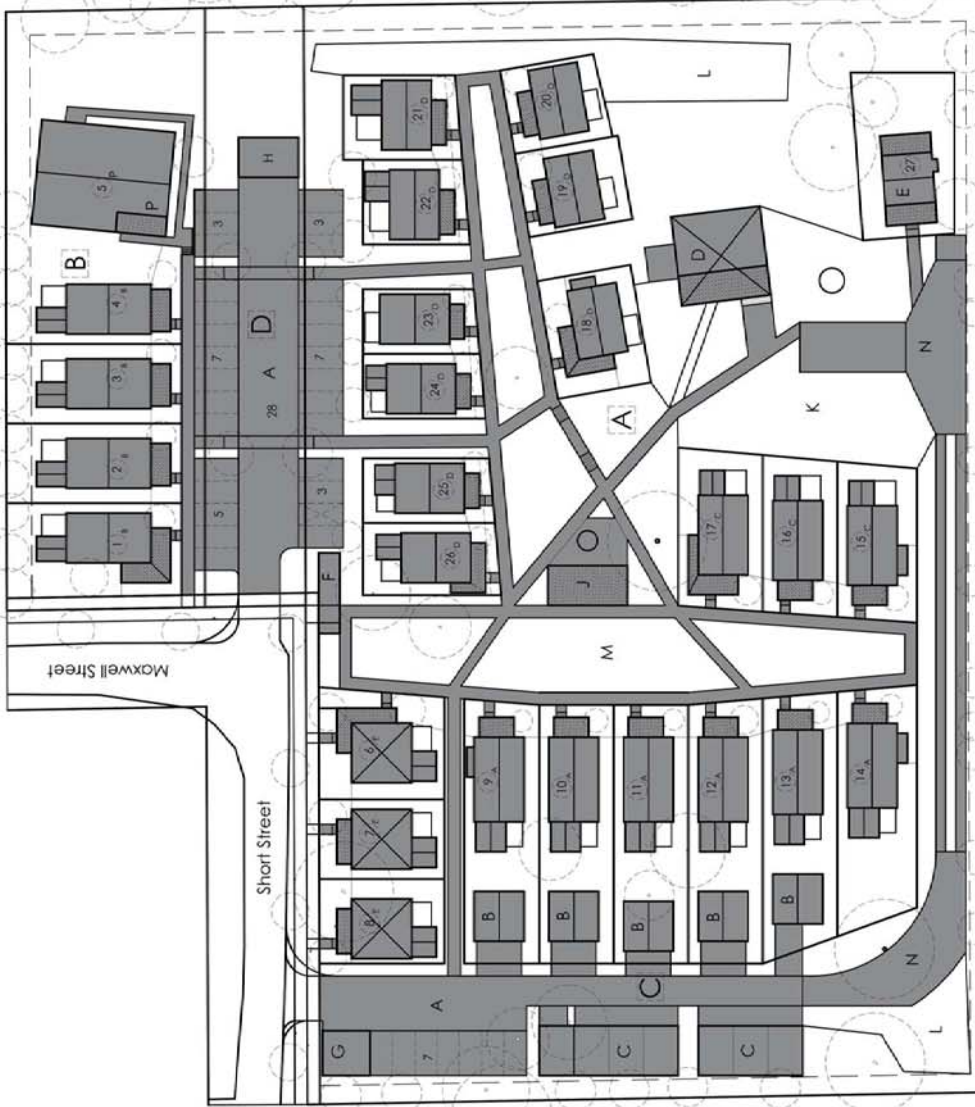 Maxwell Street
Short Street
B
5 P
P
H
4 B
3 B
2 B
1 B
3
3
7
D
A
7
28
5
3
F
21 D
22 D
23 D
24 D
25 D
26 D
20 D
19 D
18 D
L
D
A
E
27
N
K
J
17 C
16 C
15 C
M
6 E
7 E
8 E
9 A
10 A
11 A
12 A
13 A
14 A
B
B
B
B
B
A
C
G
7
C
C
N
L